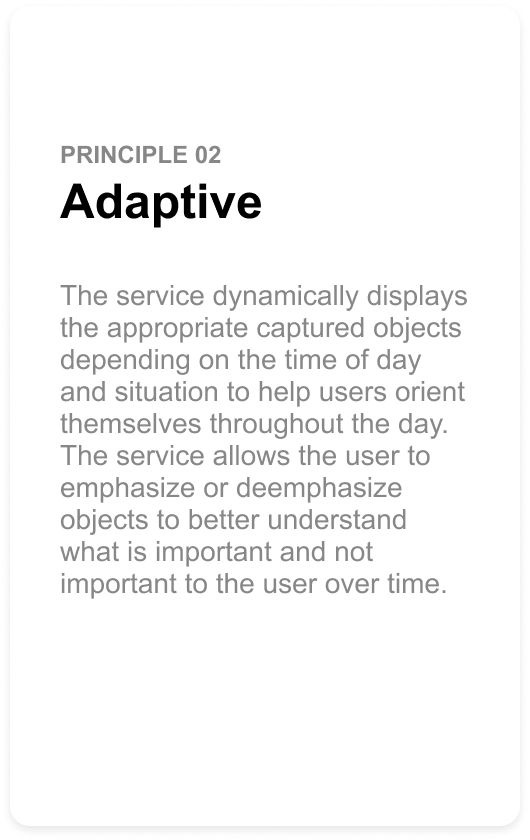 PRINCIPLE 02
Adaptive
The service dynamically displays
the appropriate captured objects
depending on the time of day
and situation to help users orient
themselves throughout the day.
The service allows the user to
emphasize or deemphasize
objects to better understand
what is important and not
important to the user over time.